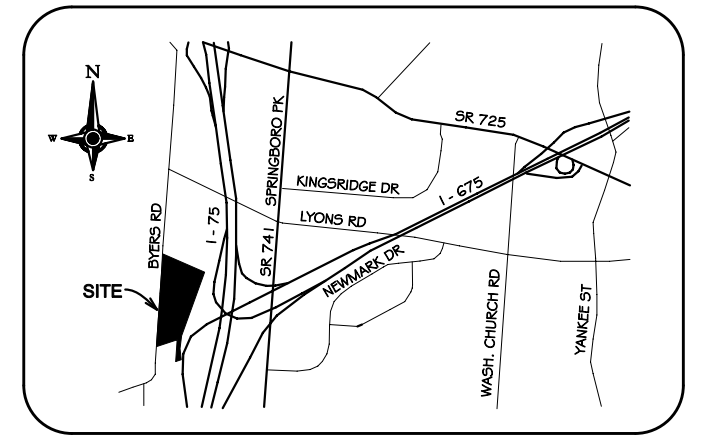 N
W
E
S
SR 725
SPRINGBORO PK
KINGSRIDGE DR
I - 675
LYONS RD
BYERS RD
I - 75
SR 741
NEWMARK DR
SITE
WASH. CHURCH RD
YANKEE ST